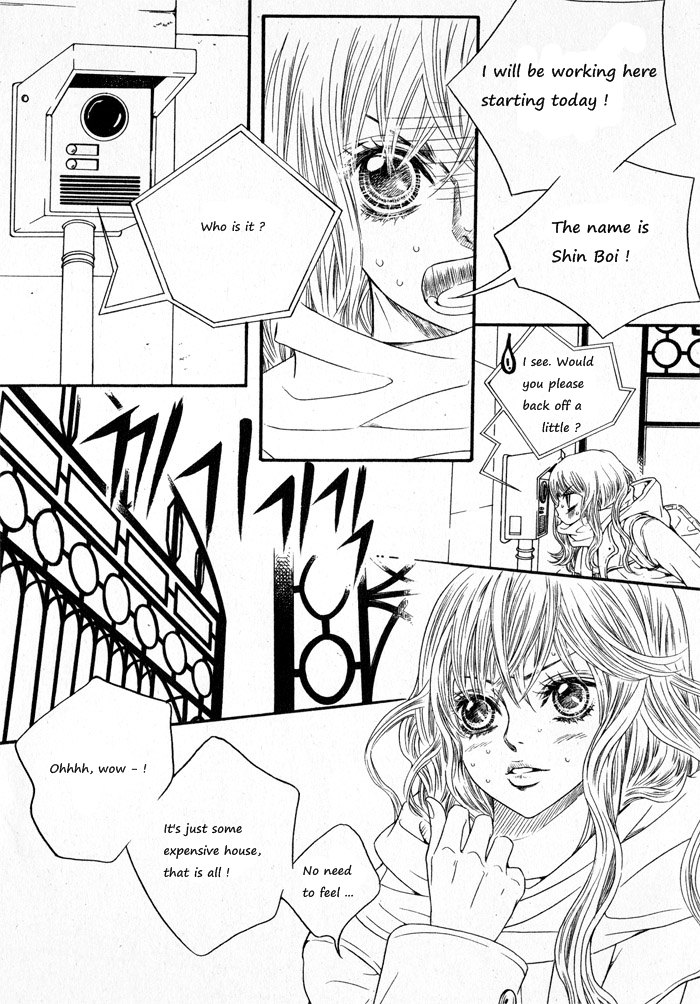 Who is it ?
I will be working here
starting today !
The name is
Shin Boi !
I see. Would
you please
back off a
little ?
Ohhhh, wow - !
It's just some
expensive house,
that is all !
No need
to feel ...